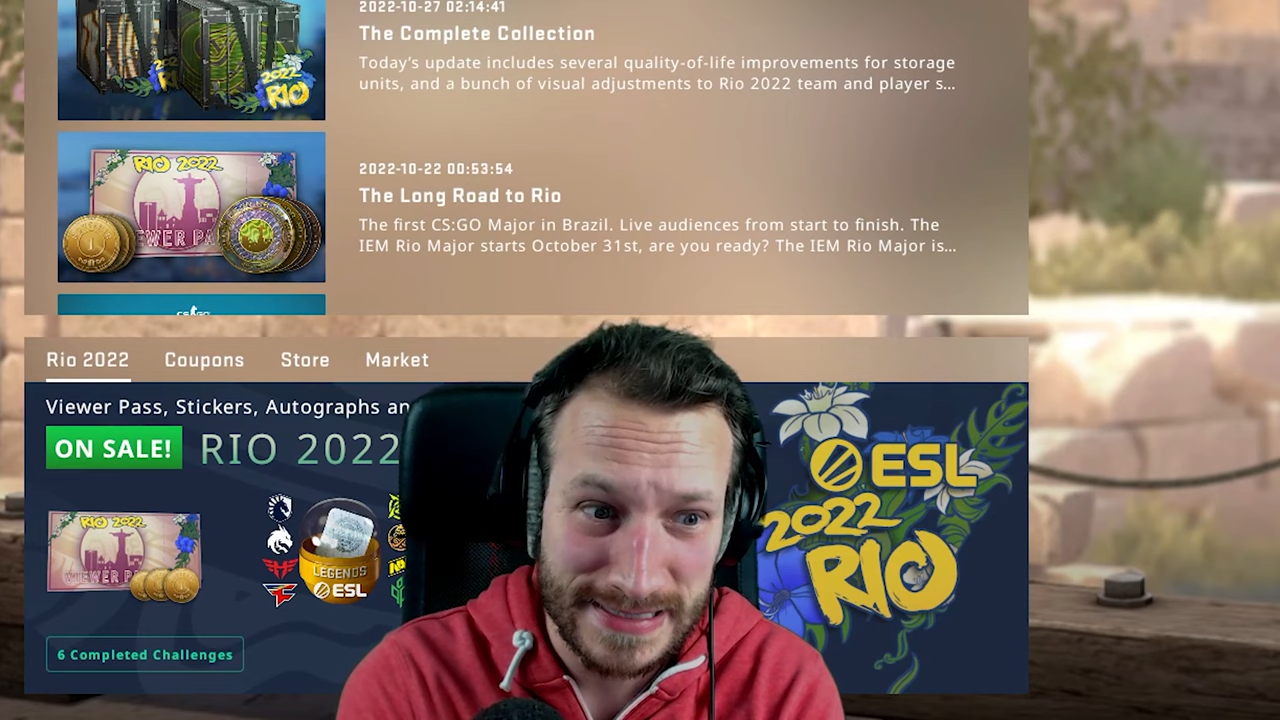 2022-10-27 02:14:41
The Complete Collection
Today's update includes several quality-of-life improvements for storage
units, and a bunch of visual adjustments to Rio 2022 team and player s...
2022
RIO
RIO 2022
2022-10-22 00:53:54
The Long Road to Rio
The first CS:GO Major in Brazil. Live audiences from start to finish. The
IEM Rio Major starts October 31st, are you ready? The IEM Rio Major is...
CS:GO
Rio 2022 Coupons Store Market
Viewer Pass, Stickers, Autographs an
ON SALE! RIO 2022
ESL
2022
RIO
RIO 2022
LEGENDS
ESL
6 Completed Challenges